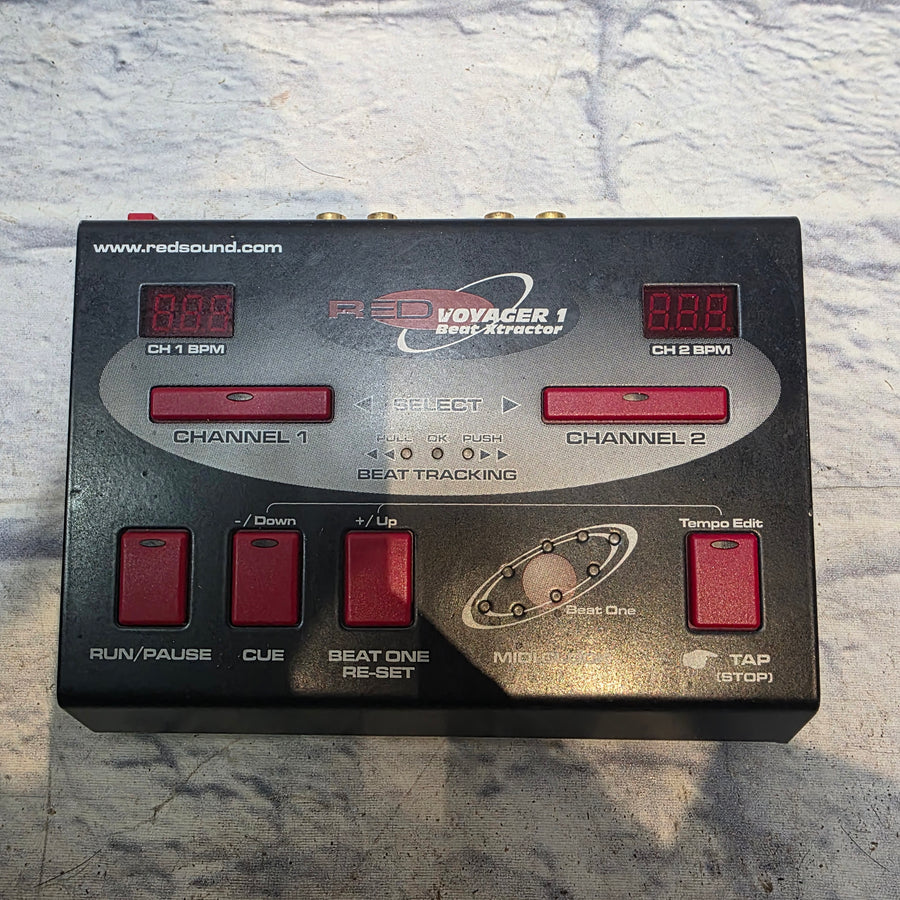 www.redsound.com
RED
VOYAGER 1
Beat Xtractor
CH 1 BPM
CH 2 BPM
SELECT
CHANNEL 1
CHANNEL 2
PULL OK PUSH
BEAT TRACKING
-/Down
+/Up
Tempo Edit
Beat One
RUN/PAUSE
CUE
BEAT ONE
RE-SET
MIDI
TAP
(STOP)